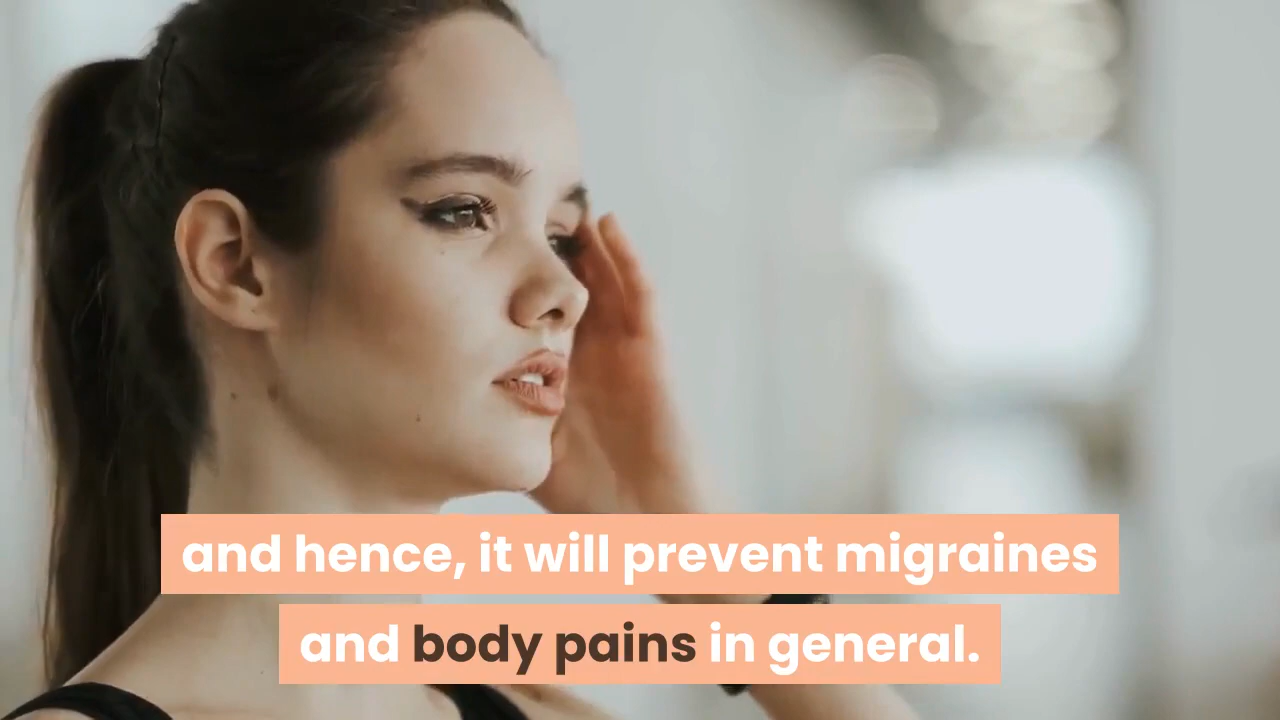 and hence, it will prevent migraines
and body pains in general.